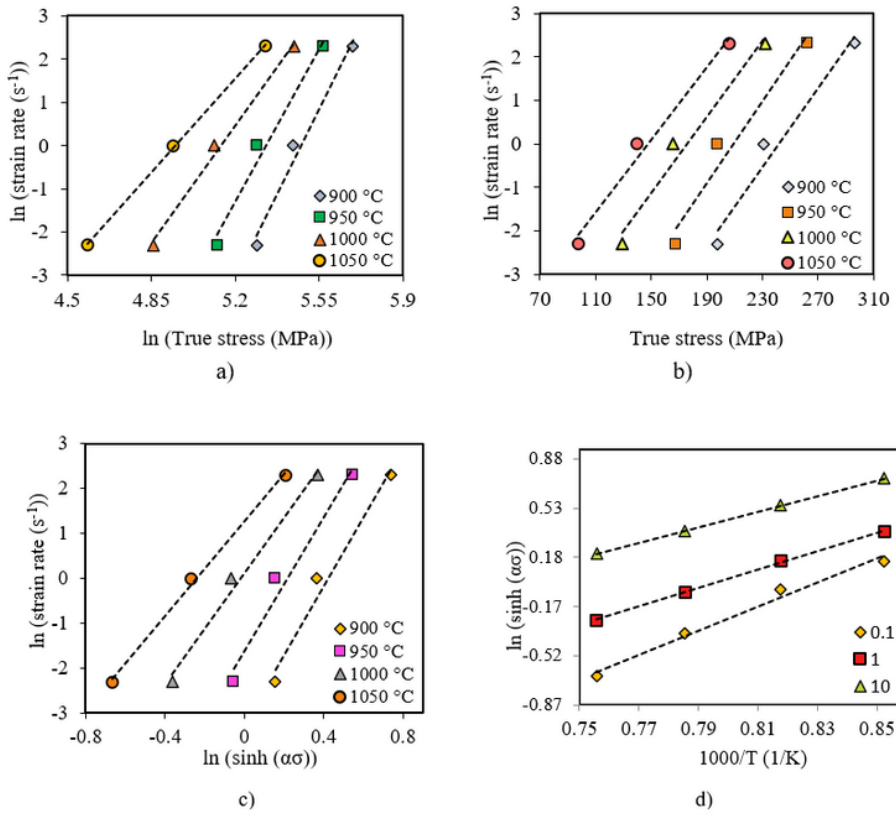 3
2
1
0
-1
-2
-3
ln (strain rate (s⁻¹))
900 °C
950 °C
1000 °C
1050 °C
4.5 4.85 5.2 5.55 5.9
ln (True stress (MPa))
a)
3
2
1
0
-1
-2
-3
ln (strain rate (s⁻¹))
900 °C
950 °C
1000 °C
1050 °C
70 110 150 190 230 270 310
True stress (MPa)
b)
3
2
1
0
-1
-2
-3
ln (strain rate (s⁻¹))
900 °C
950 °C
1000 °C
1050 °C
-0.8 -0.4 0 0.4 0.8
ln (sinh (ασ))
c)
0.88
0.53
0.18
-0.17
-0.52
-0.87
ln (sinh (ασ))
0.1
1
10
0.75 0.77 0.79 0.81 0.83 0.85
1000/T (1/K)
d)